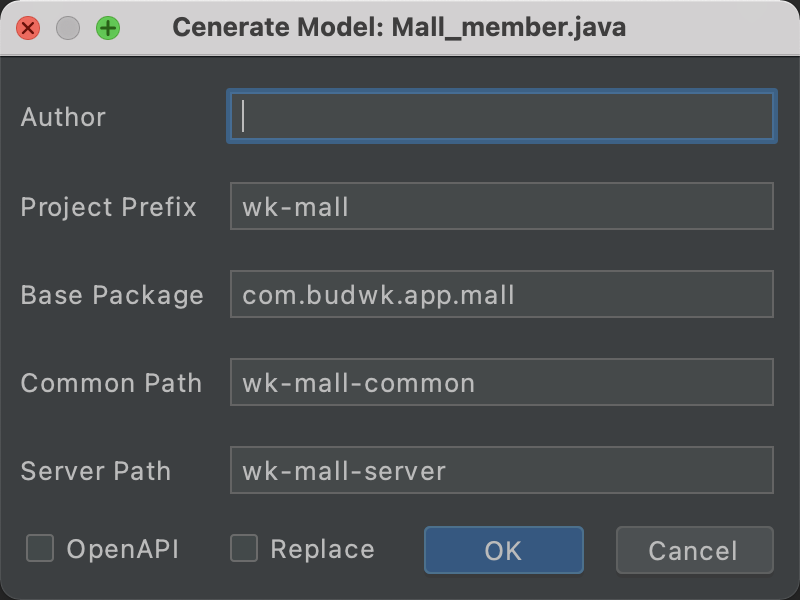 Cenerate Model: Mall_member.java
Author
Project Prefix wk-mall
Base Package com.budwk.app.mall
Common Path wk-mall-common
Server Path wk-mall-server
OpenAPI Replace OK Cancel